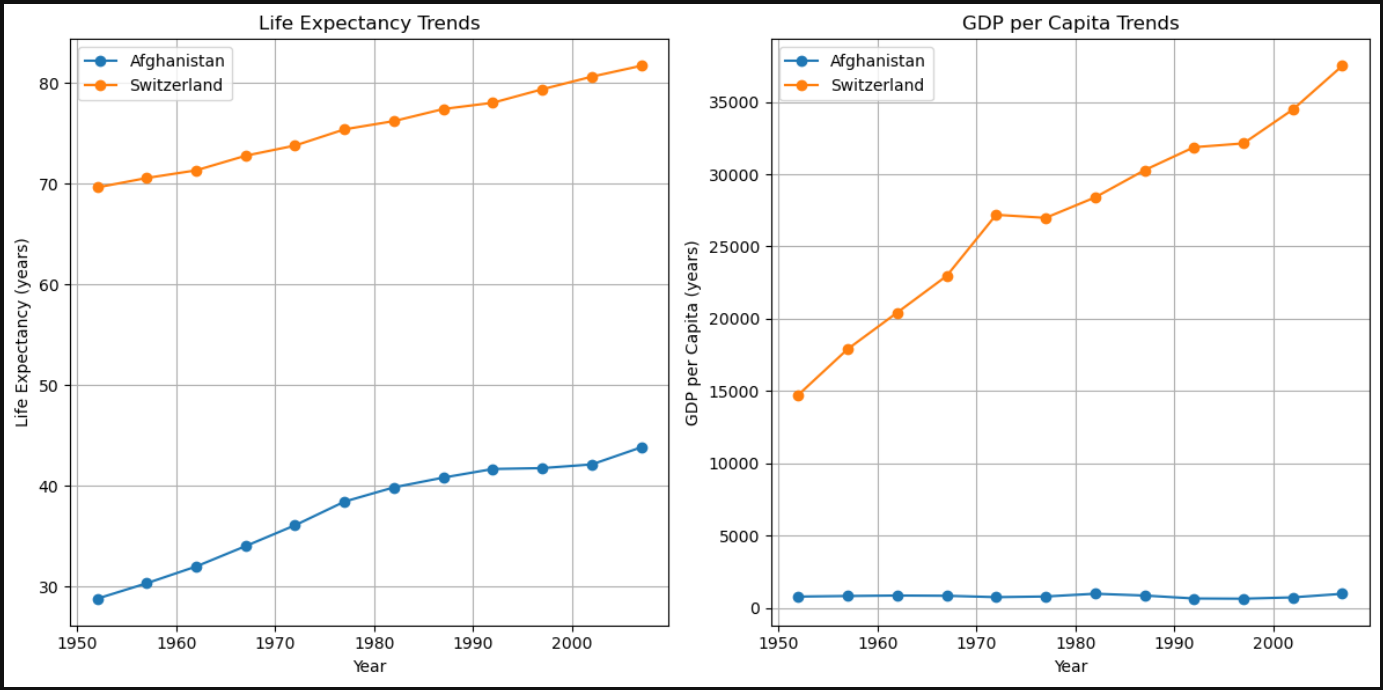 Life Expectancy Trends
Afghanistan
Switzerland
80
70
60
50
40
30
Life Expectancy (years)
1950 1960 1970 1980 1990 2000
Year
GDP per Capita Trends
Afghanistan
Switzerland
35000
30000
25000
20000
15000
10000
5000
0
GDP per Capita (years)
1950 1960 1970 1980 1990 2000
Year